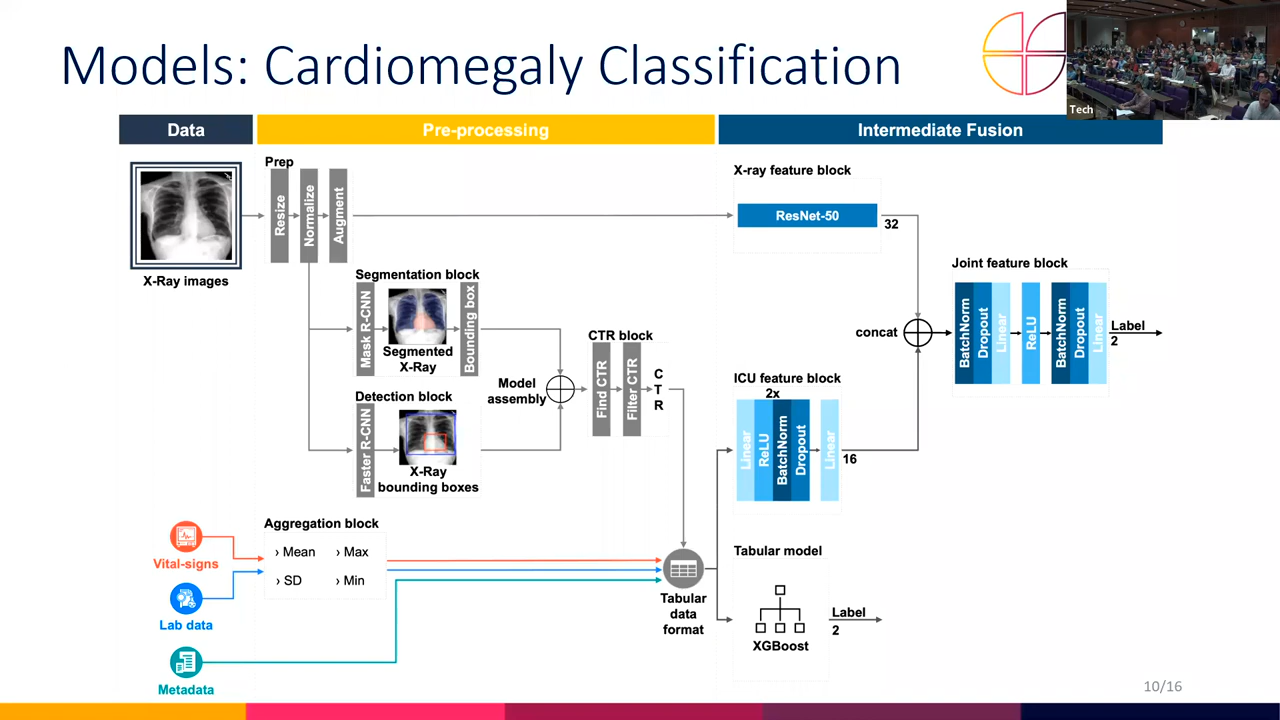 Models: Cardiomegaly Classification
Tech
Data
Pre-processing
Intermediate Fusion
X-Ray images
Prep
Resize
Normalize
Augment
X-ray feature block
ResNet-50
32
Segmentation block
Mask R-CNN
Segmented
X-Ray
Bounding box
Detection block
Faster R-CNN
X-Ray
bounding boxes
Model
assembly
CTR block
Find CTR
Filter CTR
C
T
R
concat
Joint feature block
BatchNorm
Dropout
Linear
ReLU
BatchNorm
Dropout
Linear
Label
2
ICU feature block
2x
Linear
ReLU
BatchNorm
Dropout
Linear
16
Vital-signs
Lab data
Metadata
Aggregation block
› Mean
› Max
› SD
› Min
Tabular
data
format
Tabular model
XGBoost
Label
2
10/16